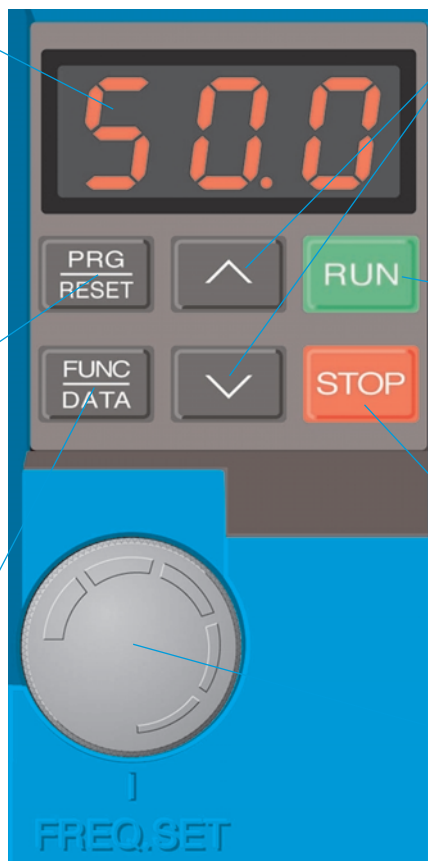 50.0
PRG
RESET
RUN
FUNC
DATA
STOP
FREQ.SET